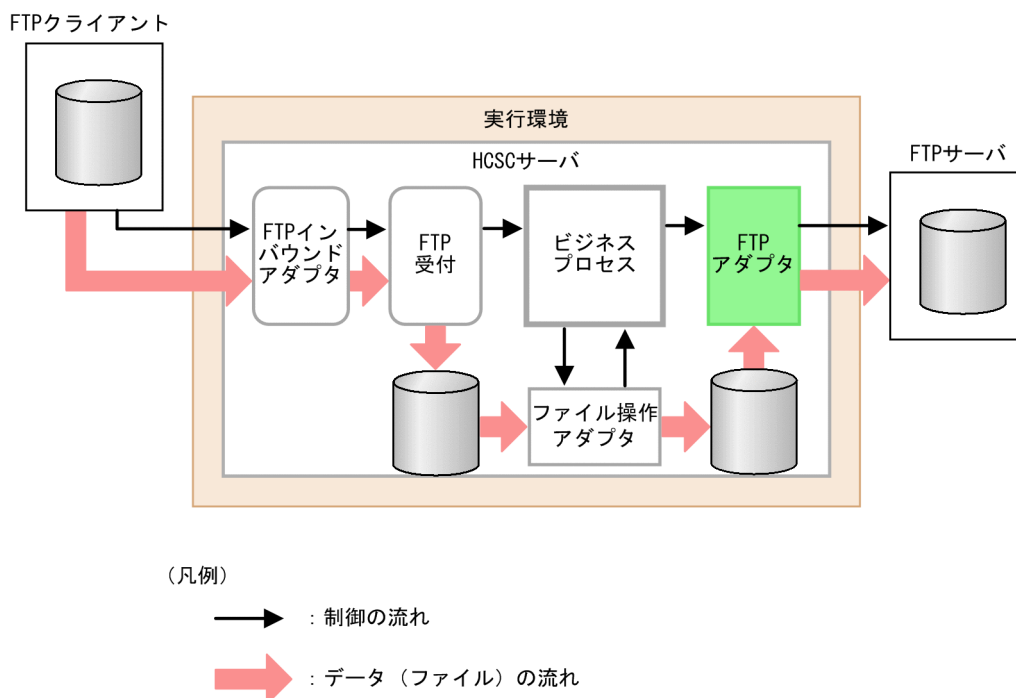 FTPクライアント
実行環境
HCSCサーバ
FTPサーバ
FTPイン
バウンド
アダプタ
FTP
受付
ビジネス
プロセス
FTP
アダプタ
ファイル操作
アダプタ
（凡例）
：制御の流れ
：データ（ファイル）の流れ